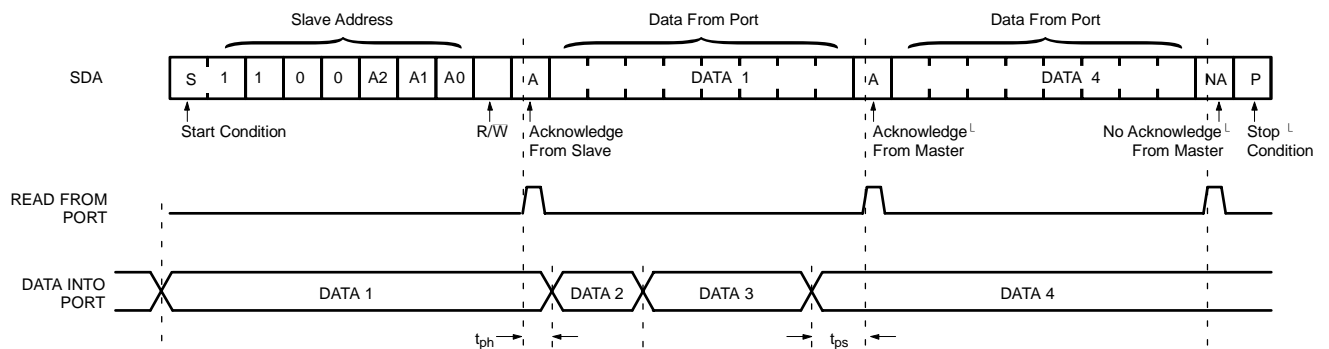 Slave Address
Data From Port
Data From Port
SDA
S 1 1 0 0 A2 A1 A0 A DATA 1 A DATA 4 NA P
Start Condition
R/W̅
Acknowledge
From Slave
Acknowledge
From Master
No Acknowledge
From Master
Stop
Condition
READ FROM
PORT
DATA INTO
PORT
DATA 1
DATA 2
DATA 3
DATA 4
tph
tps